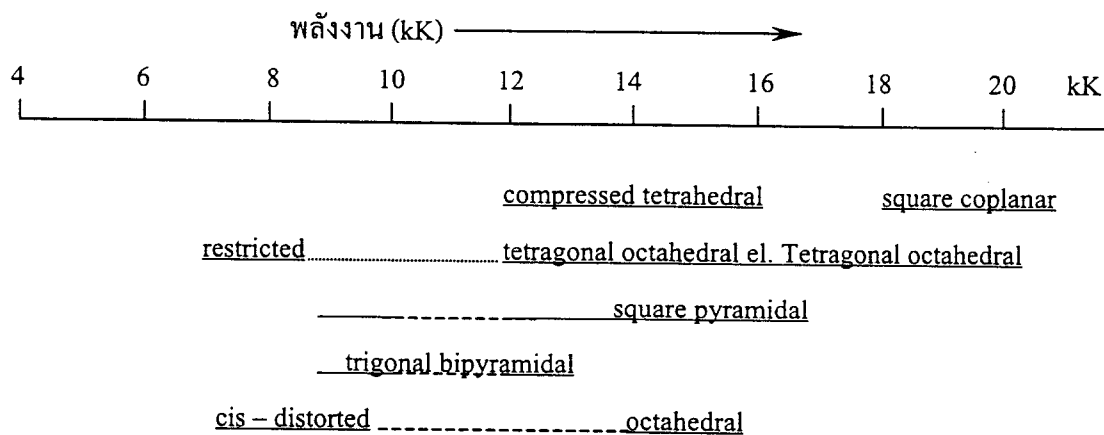 พลังงาน (kK)
4 6 8 10 12 14 16 18 20 kK
compressed tetrahedral square coplanar
restricted tetragonal octahedral el. Tetragonal octahedral
square pyramidal
trigonal bipyramidal
cis – distorted octahedral